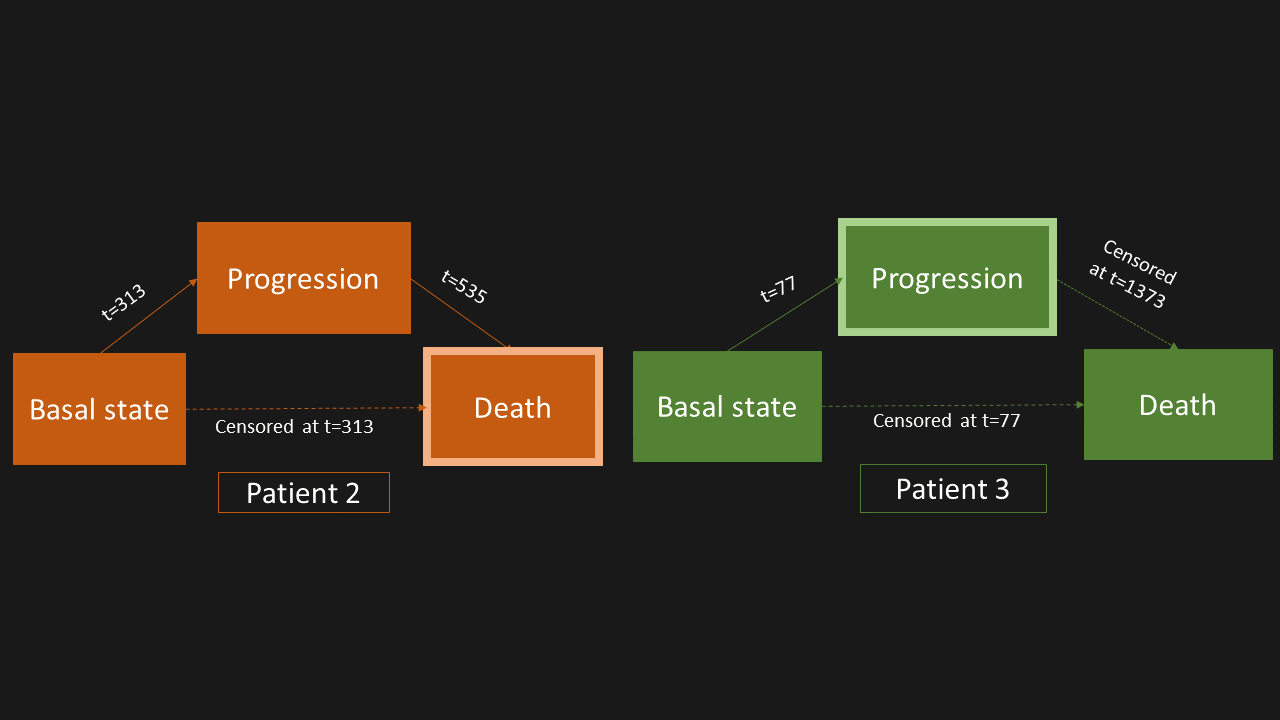 t=313
Progression
t=535
Basal state
Death
Censored at t=313
Patient 2
t=77
Progression
Censored
at t=1373
Basal state
Death
Censored at t=77
Patient 3